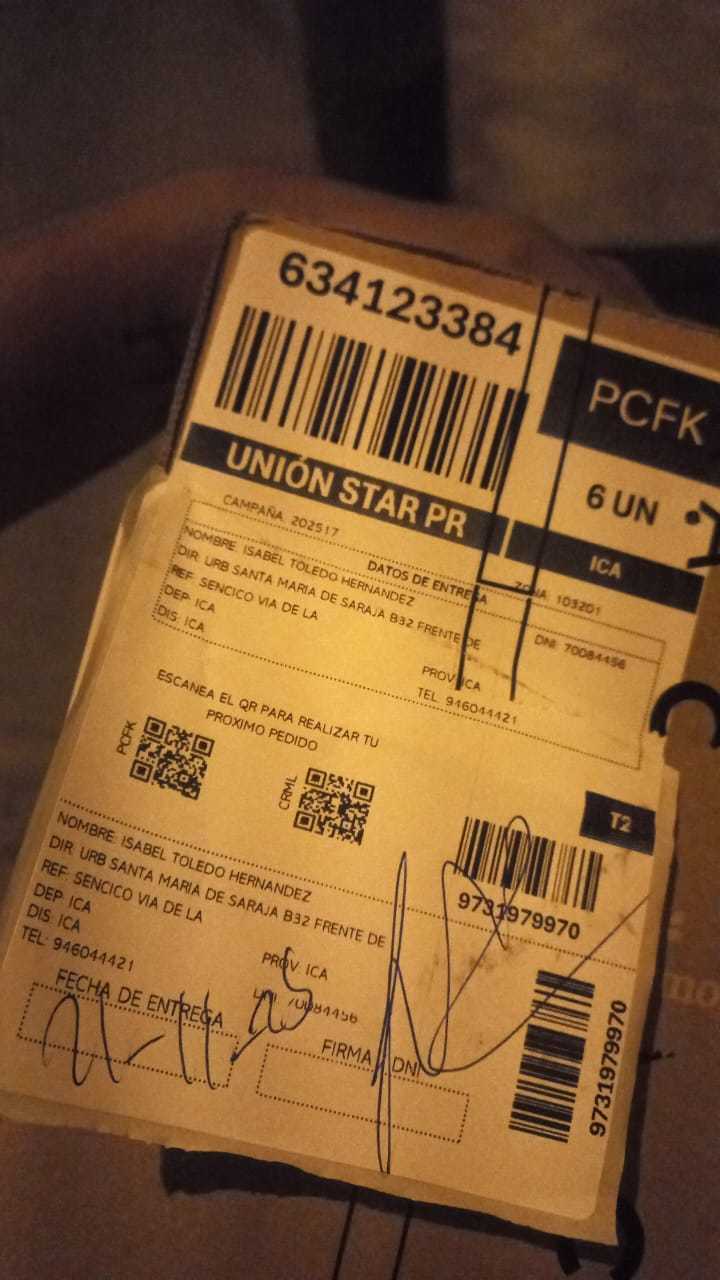 634123384
PCFK
UNIÓN STAR PR
6 UN
ICA
CAMPAÑA: 202517
DATOS DE ENTREGA
ZONA: 103201
NOMBRE: ISABEL TOLEDO HERNANDEZ
DNI: 70084456
DIR: URB SANTA MARIA DE SARAJA B32 FRENTE DE
REF: SENCICO VIA DE LA
DEP: ICA
PROV: ICA
DIS: ICA
TEL: 946044421
ESCANEA EL QR PARA REALIZAR TU
PROXIMO PEDIDO
PCFK
CRML
T2
9731979970
NOMBRE: ISABEL TOLEDO HERNANDEZ
DIR: URB SANTA MARIA DE SARAJA B32 FRENTE DE
REF: SENCICO VIA DE LA
DEP: ICA
PROV: ICA
DIS: ICA
DNI: 70084456
TEL: 946044421
FECHA DE ENTREGA
FIRMA DNI
9731979970